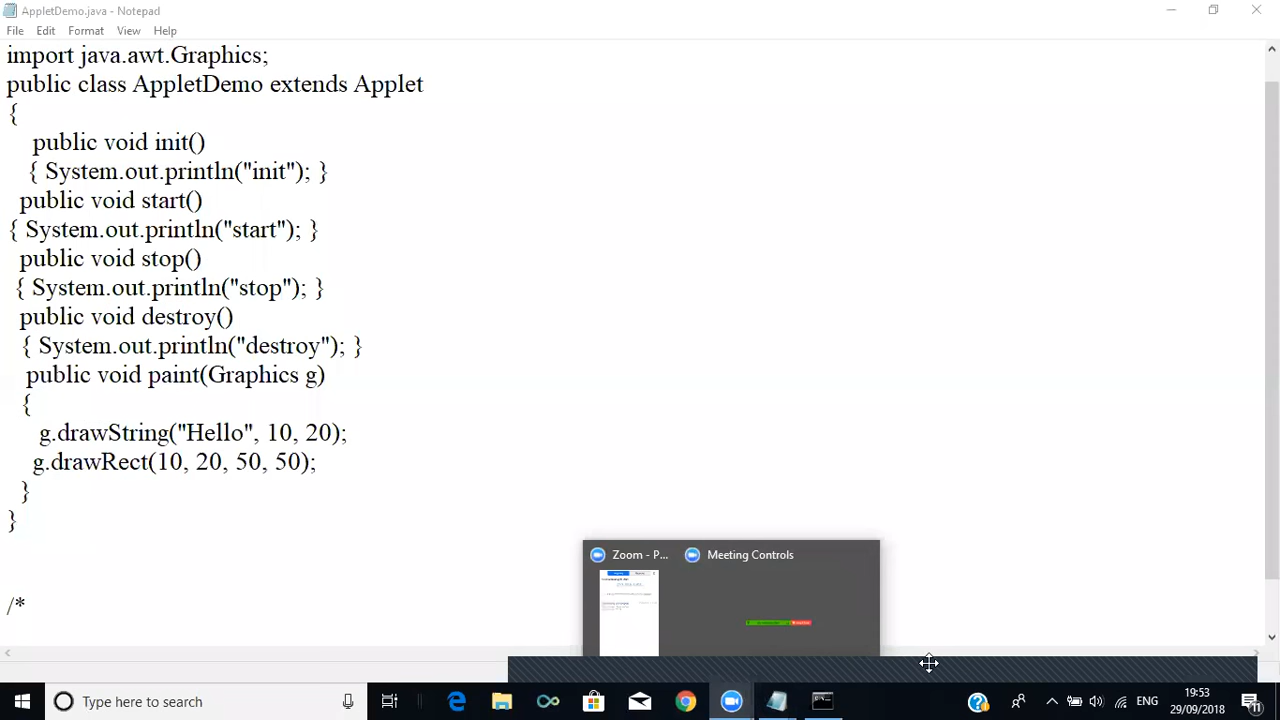 AppletDemo.java - Notepad
File Edit Format View Help
import java.awt.Graphics;
public class AppletDemo extends Applet
{
public void init()
{ System.out.println("init"); }
public void start()
{ System.out.println("start"); }
public void stop()
{ System.out.println("stop"); }
public void destroy()
{ System.out.println("destroy"); }
public void paint(Graphics g)
{
g.drawString("Hello", 10, 20);
g.drawRect(10, 20, 50, 50);
}
}
/*
Zoom - P... Meeting Controls
Type here to search
ENG
19:53
29/09/2018
11